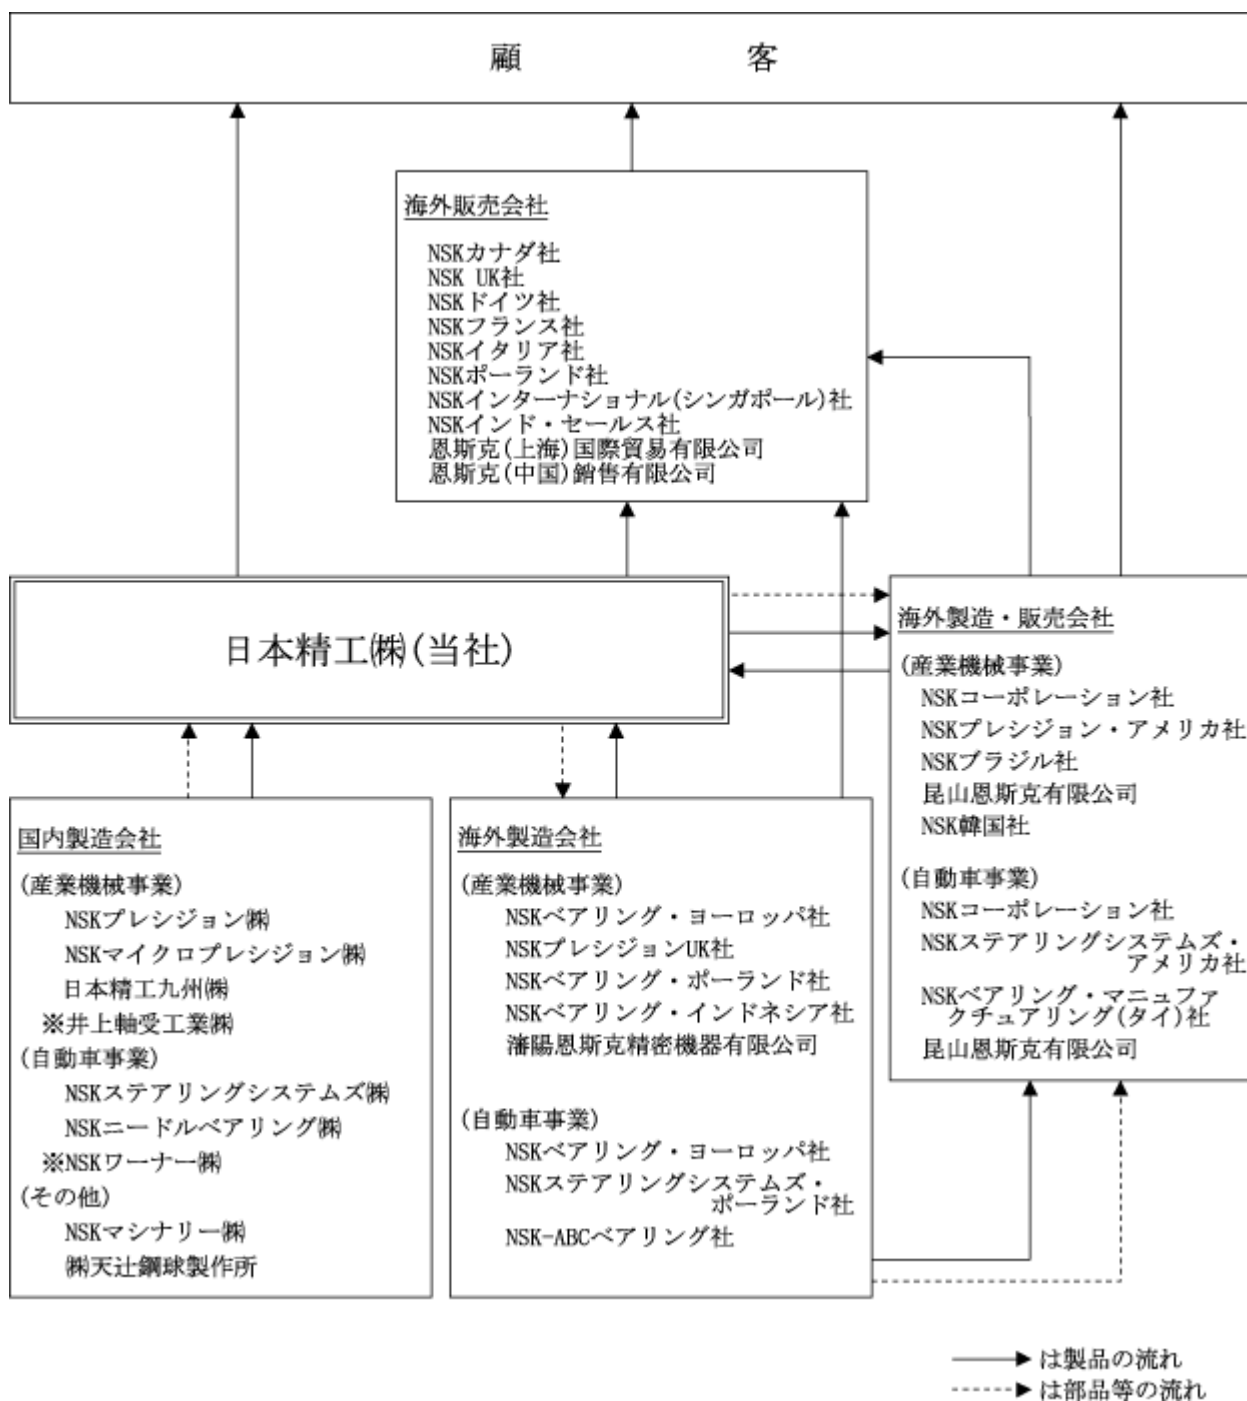 顧客
海外販売会社
NSKカナダ社
NSK UK社
NSKドイツ社
NSKフランス社
NSKイタリア社
NSKポーランド社
NSKインターナショナル(シンガポール)社
NSKインド・セールス社
恩斯克(上海)国際貿易有限公司
恩斯克(中国)銷售有限公司
日本精工㈱(当社)
海外製造・販売会社
(産業機械事業)
NSKコーポレーション社
NSKプレシジョン・アメリカ社
NSKブラジル社
昆山恩斯克有限公司
NSK韓国社
(自動車事業)
NSKコーポレーション社
NSKステアリングシステムズ・
アメリカ社
NSKベアリング・マニュファ
クチュアリング(タイ)社
昆山恩斯克有限公司
国内製造会社
(産業機械事業)
NSKプレシジョン㈱
NSKマイクロプレシジョン㈱
日本精工九州㈱
※井上軸受工業㈱
(自動車事業)
NSKステアリングシステムズ㈱
NSKニードルベアリング㈱
※NSKワーナー㈱
(その他)
NSKマシナリー㈱
㈱天辻鋼球製作所
海外製造会社
(産業機械事業)
NSKベアリング・ヨーロッパ社
NSKプレシジョンUK社
NSKベアリング・ポーランド社
NSKベアリング・インドネシア社
瀋陽恩斯克精密機器有限公司
(自動車事業)
NSKベアリング・ヨーロッパ社
NSKステアリングシステムズ・
ポーランド社
NSK-ABCベアリング社
は製品の流れ
は部品等の流れ